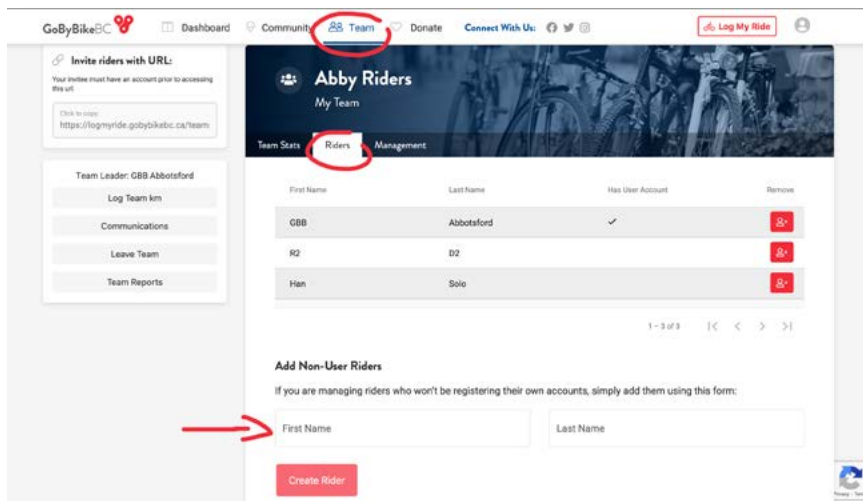 GoByBikeBC Dashboard Community Team Donate Connect With Us: Log My Ride
Invite riders with URL:
Your invitee must have an account prior to accessing
this url.
Click to copy
https://logmyride.gobybikebc.ca/team
Team Leader: GBB Abbotsford
Log Team km
Communications
Leave Team
Team Reports
Abby Riders
My Team
Team Stats Riders Management
First Name Last Name Has User Account Remove
GBB Abbotsford
R2 D2
Han Solo
1 – 3 of 3
Add Non-User Riders
If you are managing riders who won't be registering their own accounts, simply add them using this form:
First Name Last Name
Create Rider